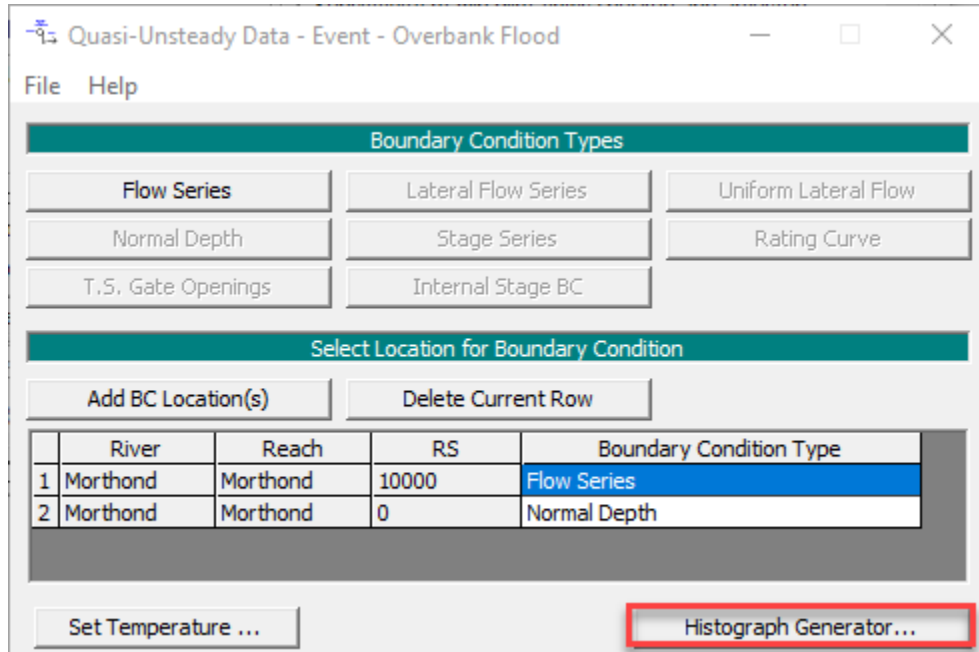 Quasi-Unsteady Data - Event - Overbank Flood
File Help
Boundary Condition Types
Flow Series Lateral Flow Series Uniform Lateral Flow
Normal Depth Stage Series Rating Curve
T.S. Gate Openings Internal Stage BC
Select Location for Boundary Condition
Add BC Location(s) Delete Current Row
River Reach RS Boundary Condition Type
1 Morthond Morthond 10000 Flow Series
2 Morthond Morthond 0 Normal Depth
Set Temperature ... Histograph Generator...